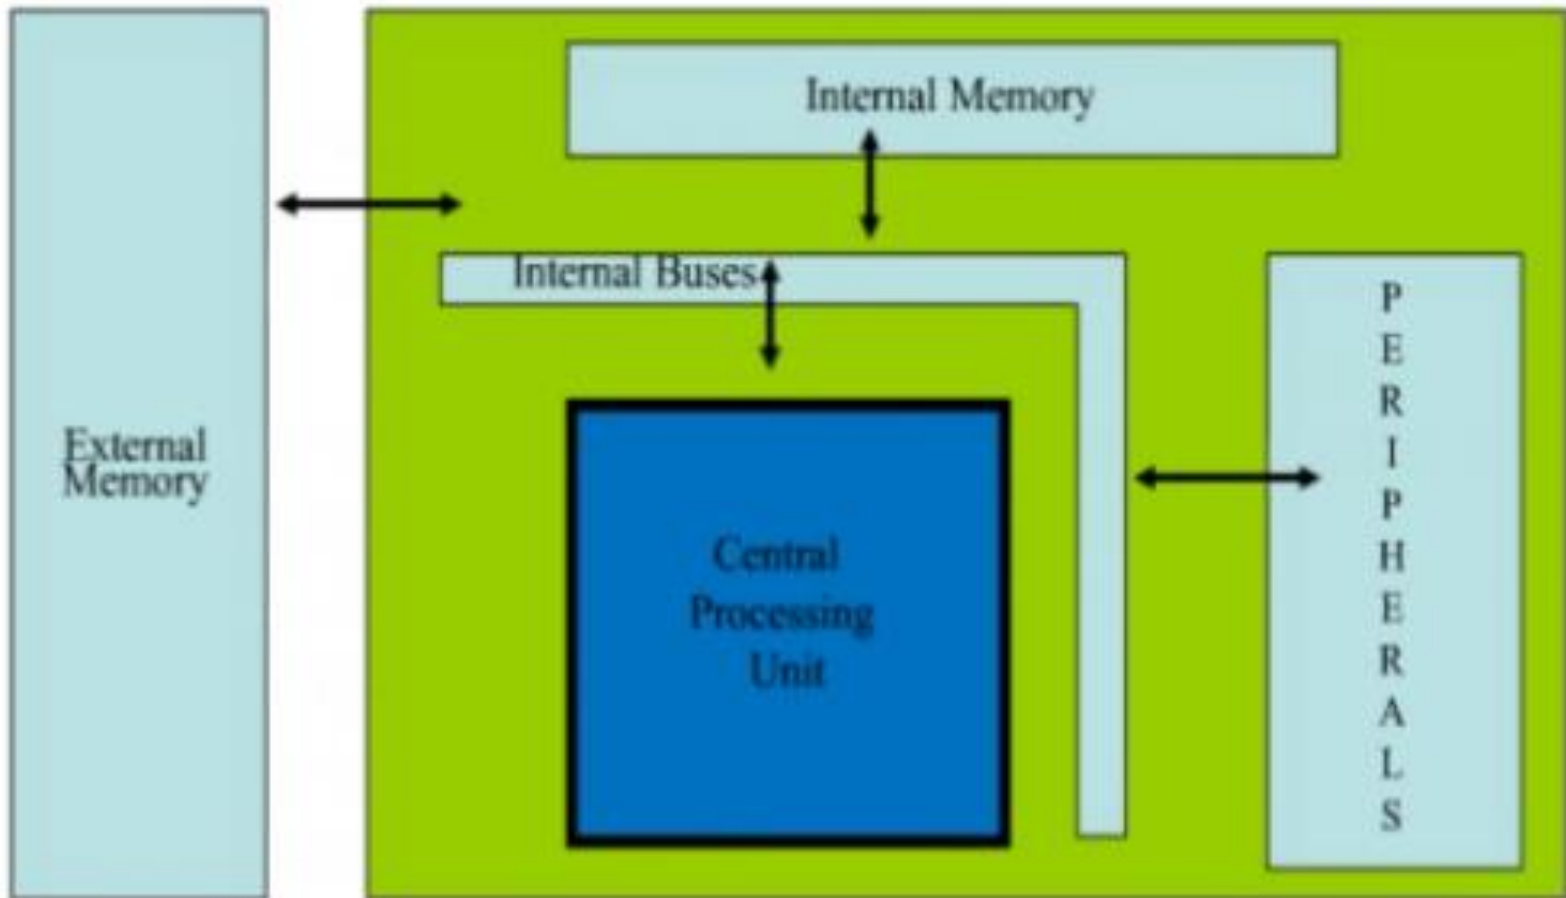 Internal Memory
Internal Buses
External
Memory
Central
Processing
Unit
P
E
R
I
P
H
E
R
A
L
S